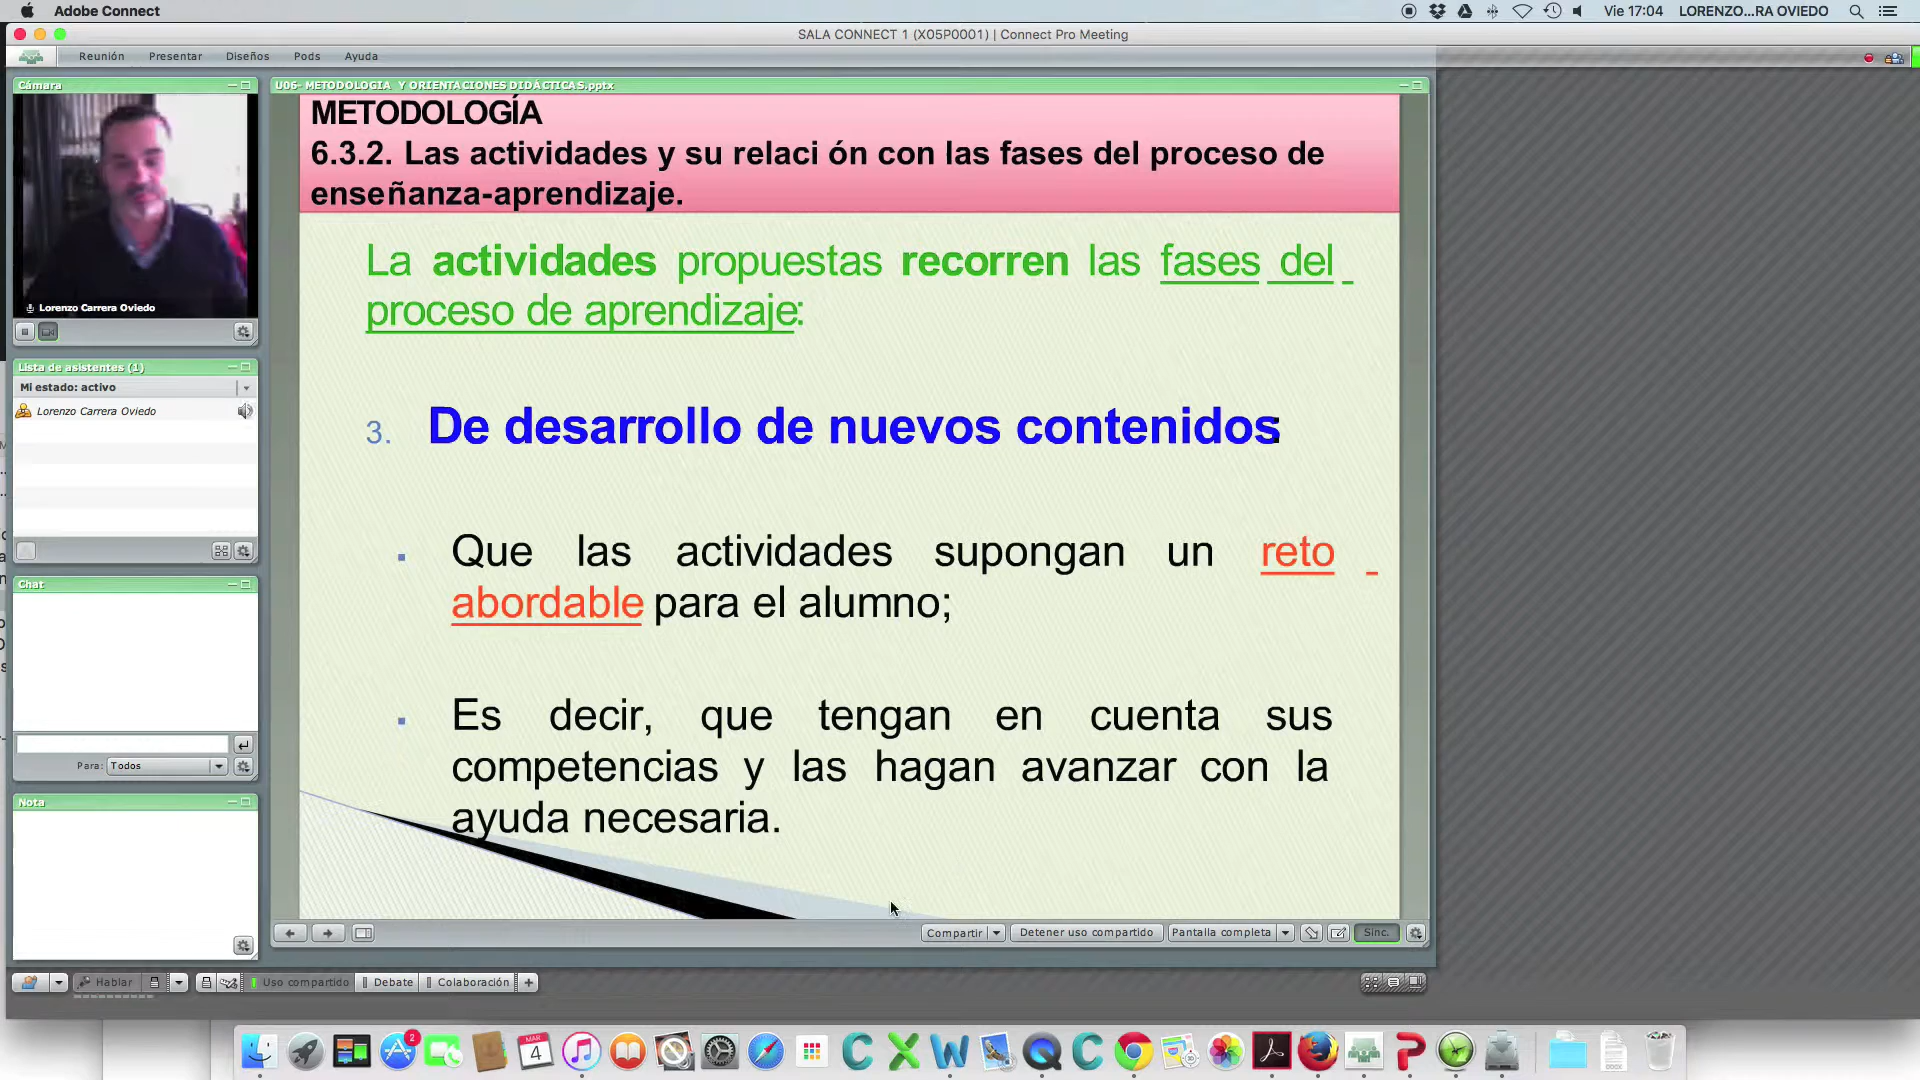 Adobe Connect
Vie 17:04
LORENZO...RA OVIEDO
SALA CONNECT 1 (X05P0001) | Connect Pro Meeting
Reunión
Presentar
Diseños
Pods
Ayuda
Cámara
Lorenzo Carrera Oviedo
Lista de asistentes (1)
Mi estado: activo
Lorenzo Carrera Oviedo
Chat
Para: Todos
Nota
U06- METODOLOGIA Y ORIENTACIONES DIDÁCTICAS.pptx
METODOLOGÍA
6.3.2. Las actividades y su relaci ón con las fases del proceso de
enseñanza-aprendizaje.
La actividades propuestas recorren las fases del
proceso de aprendizaje:
3. De desarrollo de nuevos contenidos:
▪ Que las actividades supongan un reto
abordable para el alumno;
▪ Es decir, que tengan en cuenta sus
competencias y las hagan avanzar con la
ayuda necesaria.
Compartir
Detener uso compartido
Pantalla completa
Sinc.
Hablar
Uso compartido
Debate
Colaboración
2
MAR
4